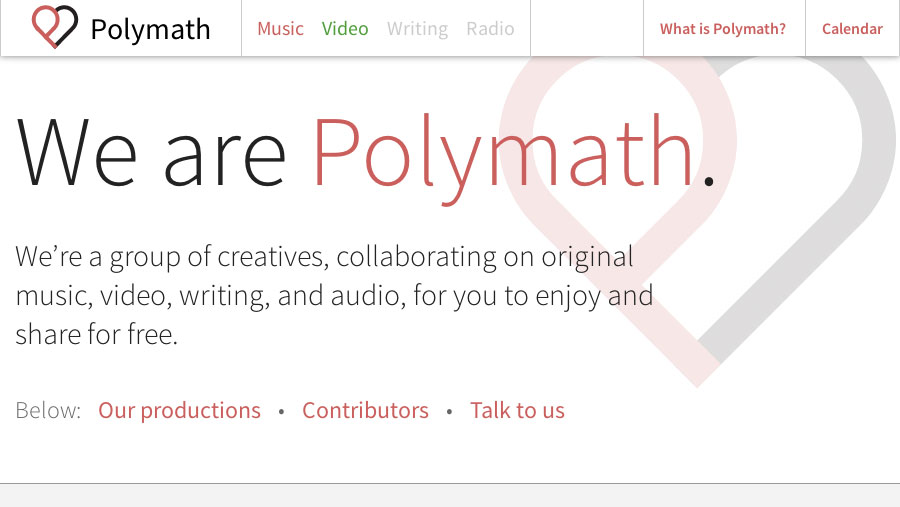 Polymath Music Video Writing Radio What is Polymath? Calendar
We are Polymath.
We’re a group of creatives, collaborating on original
music, video, writing, and audio, for you to enjoy and
share for free.
Below: Our productions • Contributors • Talk to us